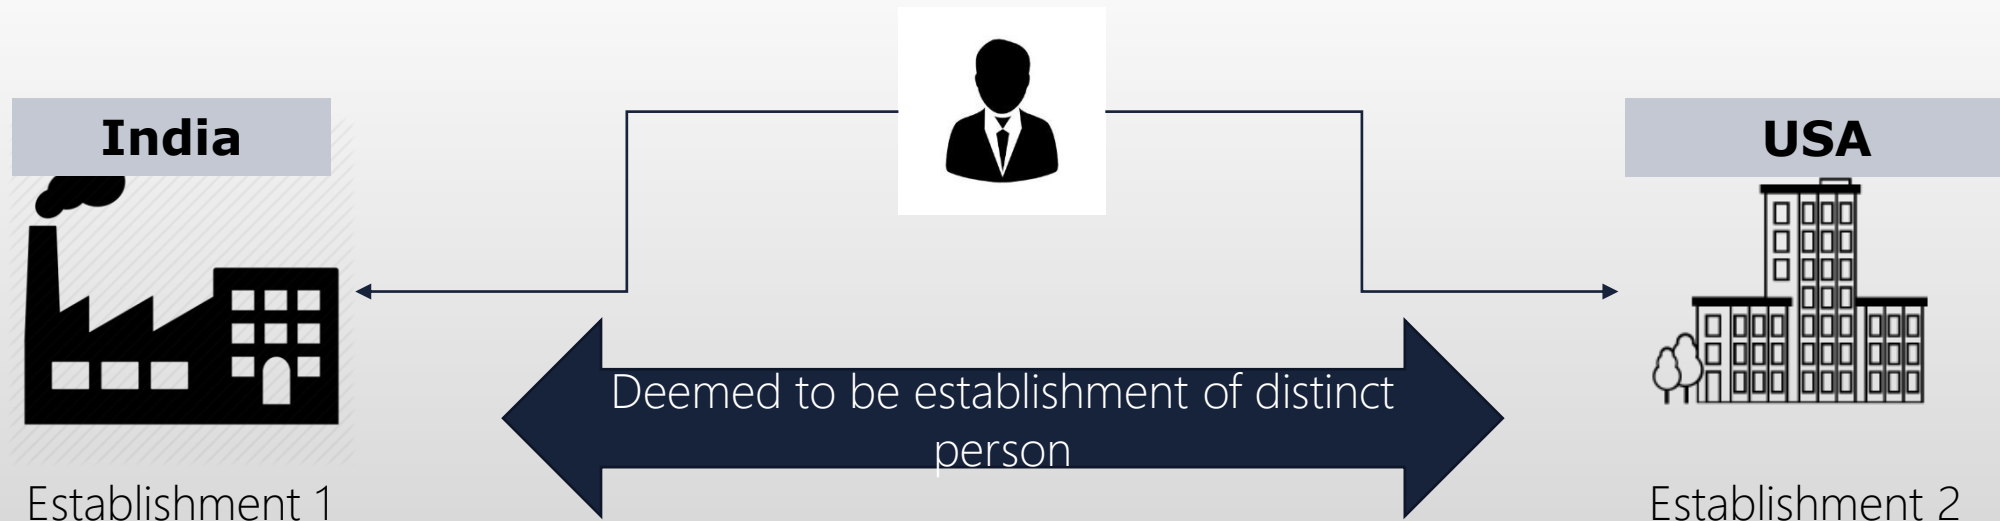 India
USA
Deemed to be establishment of distinct
person
Establishment 1
Establishment 2